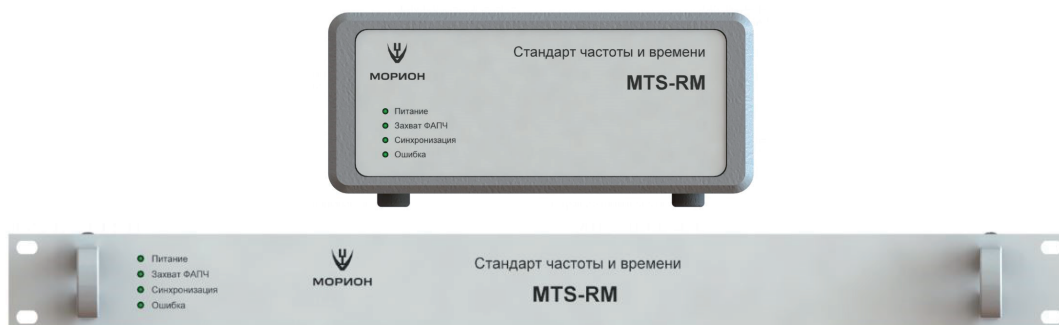 Стандарт частоты и времени
МОРИОН
MTS-RM
Питание
Захват ФАПЧ
Синхронизация
Ошибка
Питание
Захват ФАПЧ
Синхронизация
Ошибка
МОРИОН
Стандарт частоты и времени
MTS-RM